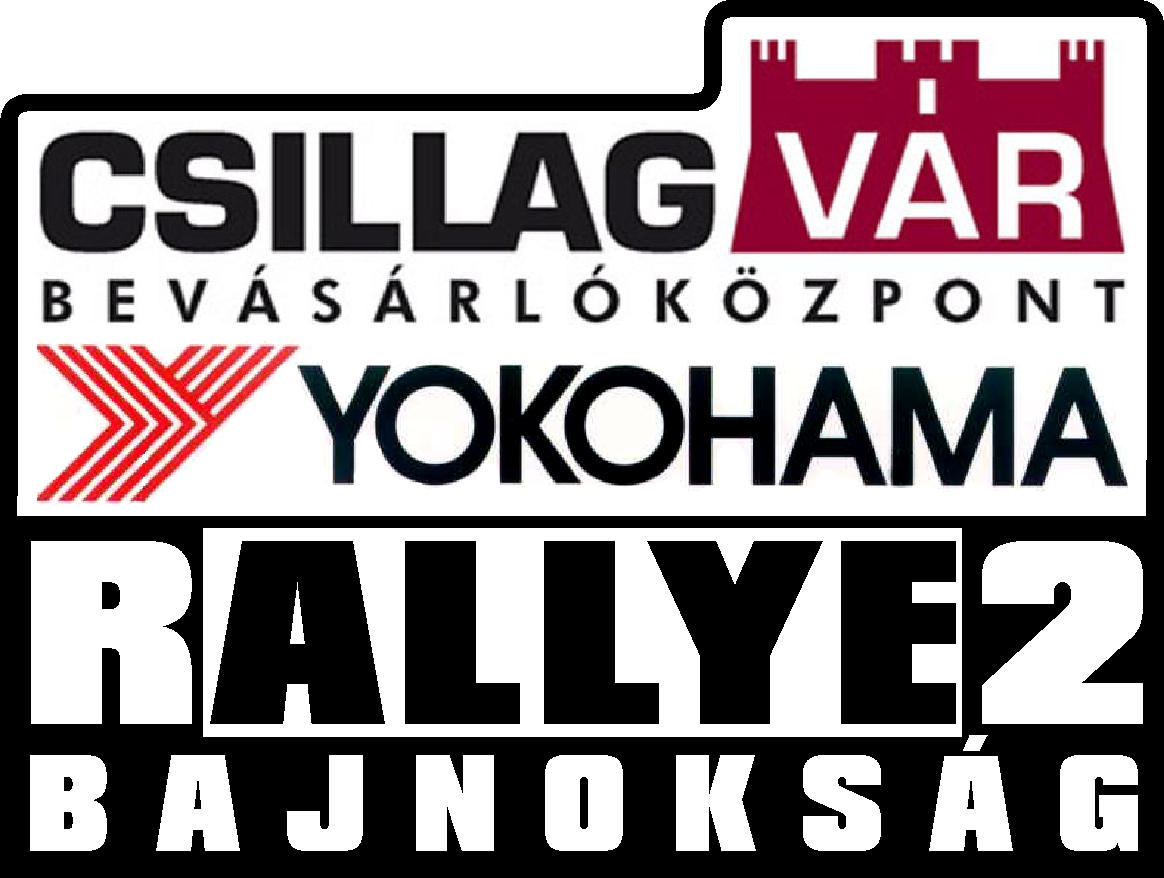 CSILLAG VÁR
BEVÁSÁRLÓKÖZPONT
YOKOHAMA
RALLYE2
BAJNOKSÁG